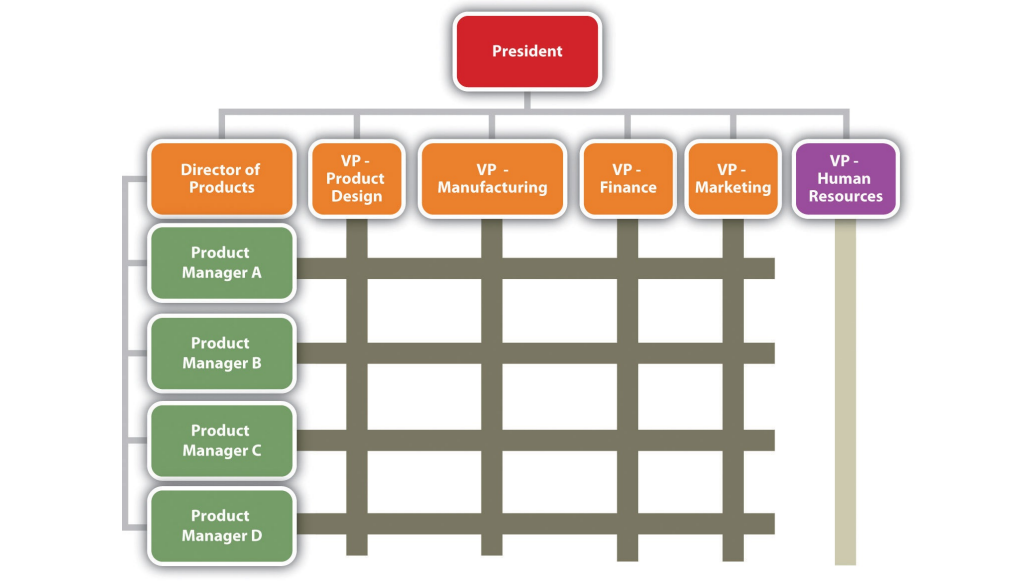 President
Director of
Products
VP -
Product
Design
VP -
Manufacturing
VP -
Finance
VP -
Marketing
VP -
Human
Resources
Product
Manager A
Product
Manager B
Product
Manager C
Product
Manager D